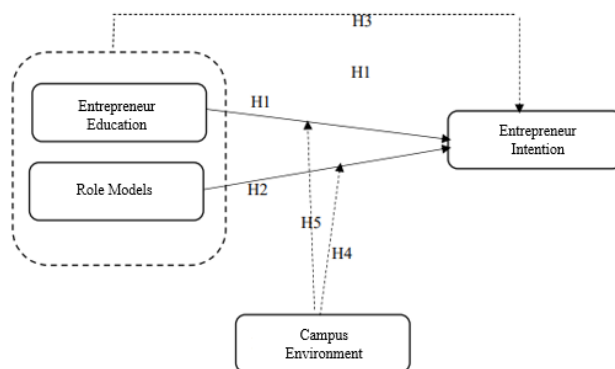 H3
H1
Entrepreneur
Education
H1
Entrepreneur
Intention
Role Models
H2
H5
H4
Campus
Environment